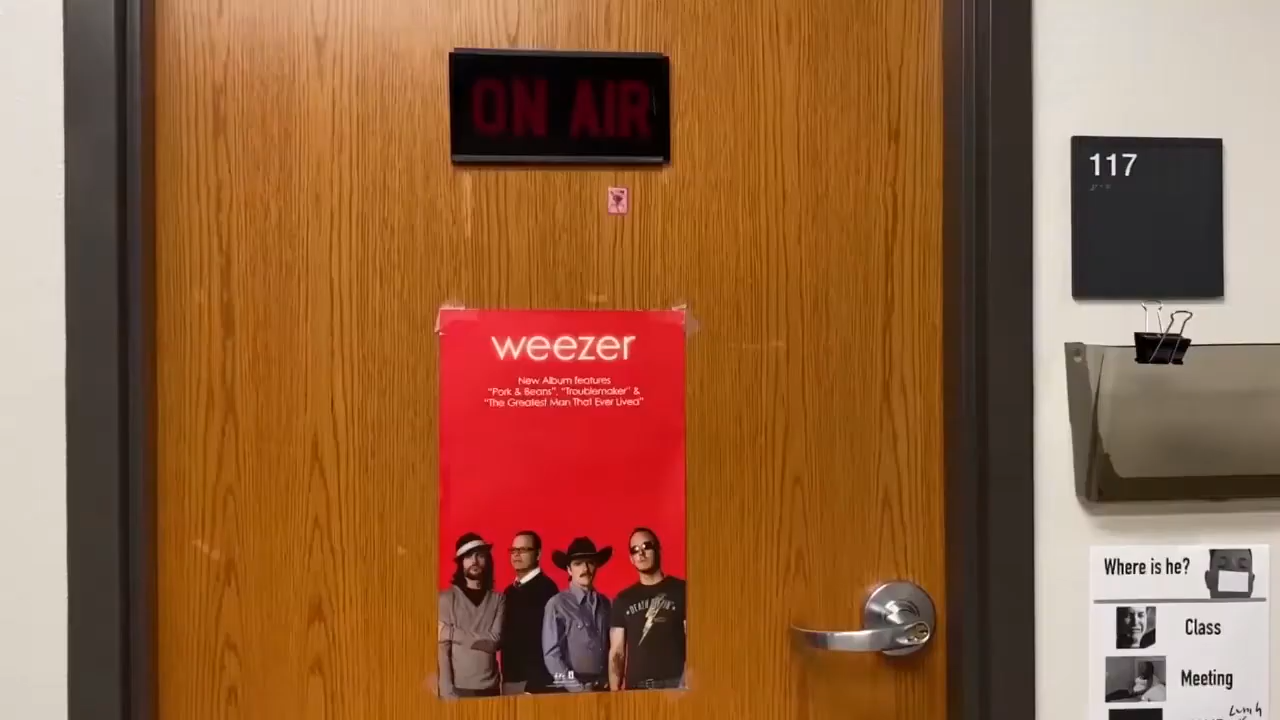 ON AIR
117
weezer
New Album Features
"Pork & Beans", "Troublemaker" &
"The Greatest Man That Ever Lived"
Where is he?
Class
Meeting
Lunch